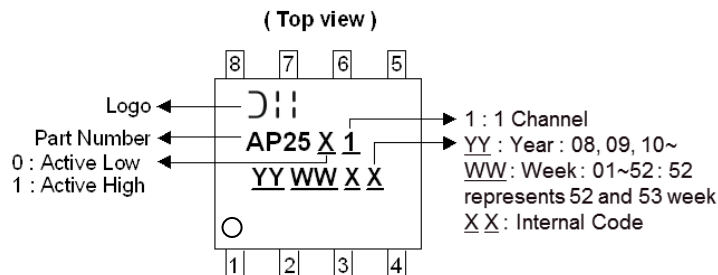 ( Top view )
8 7 6 5
Logo
Part Number
0 : Active Low
1 : Active High
AP25 X 1
YY WW X X
1 : 1 Channel
YY : Year : 08, 09, 10~
WW : Week : 01~52 : 52
represents 52 and 53 week
X X : Internal Code
1 2 3 4